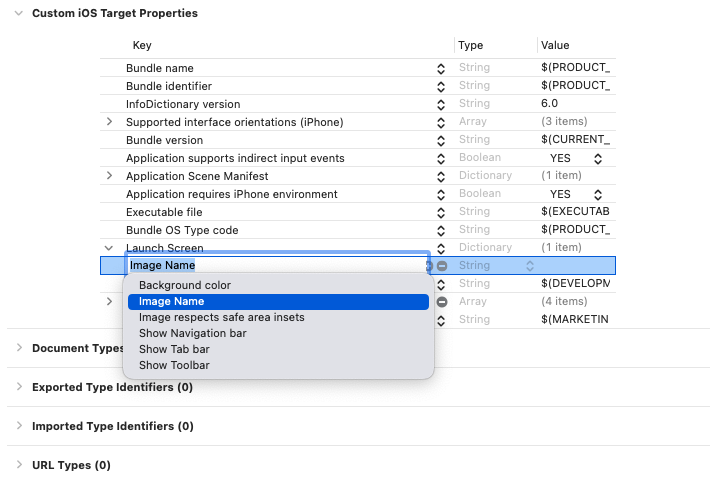 Custom iOS Target Properties
Key Type Value
Bundle name String $(PRODUCT_
Bundle identifier String $(PRODUCT_
InfoDictionary version String 6.0
Supported interface orientations (iPhone) Array (3 items)
Bundle version String $(CURRENT_
Application supports indirect input events Boolean YES
Application Scene Manifest Dictionary (1 item)
Application requires iPhone environment Boolean YES
Executable file String $(EXECUTAB
Bundle OS Type code String $(PRODUCT_
Launch Screen Dictionary (1 item)
Image Name String
Background color String $(DEVELOPM
Image Name Array (4 items)
Image respects safe area insets String $(MARKETIN
Show Navigation bar
Document Types
Show Tab bar
Show Toolbar
Exported Type Identifiers (0)
Imported Type Identifiers (0)
URL Types (0)